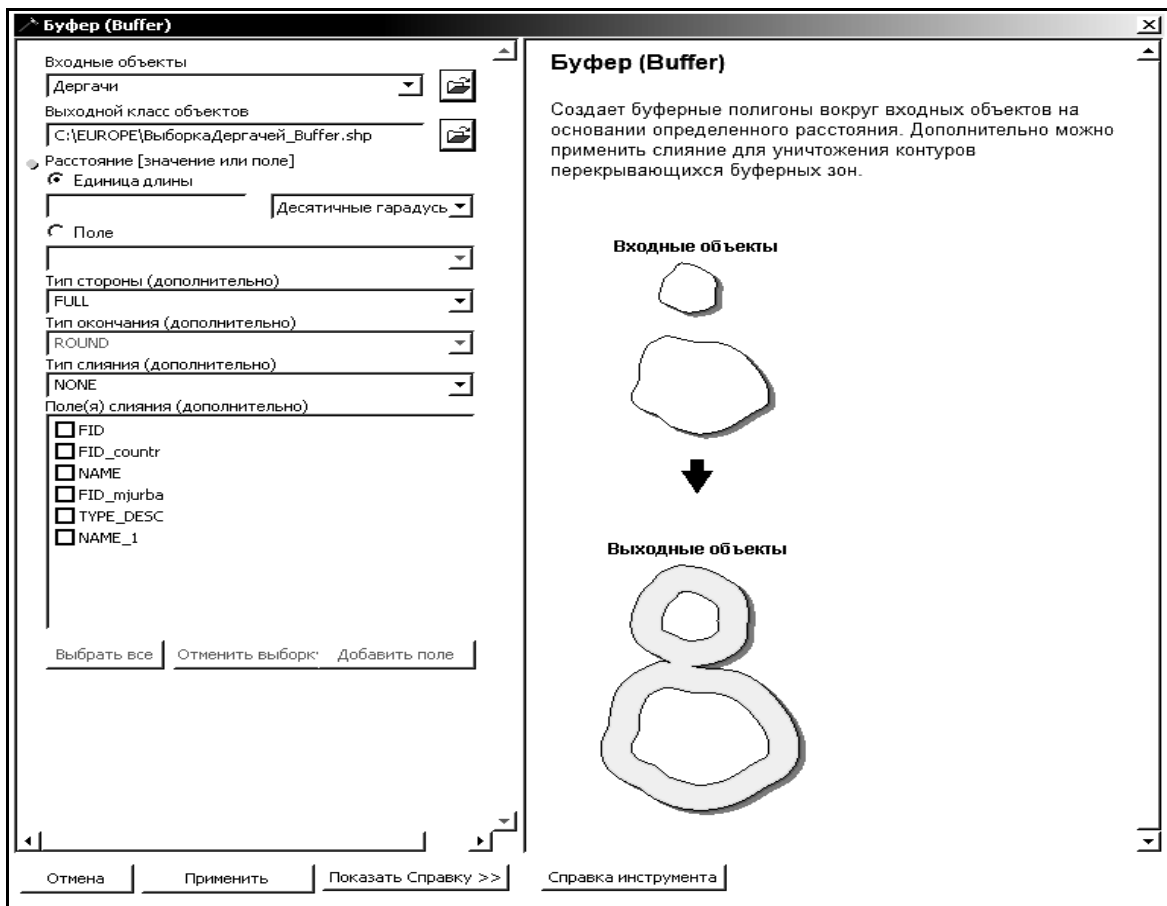 Буфер (Buffer)
Входные объекты
Дергачи
Выходной класс объектов
C:\EUROPE\ВыборкаДергачей_Buffer.shp
Расстояние [значение или поле]
Единица длины
Десятичные гарадусь
Поле
Тип стороны (дополнительно)
FULL
Тип окончания (дополнительно)
ROUND
Тип слияния (дополнительно)
NONE
Поле(я) слияния (дополнительно)
FID
FID_countr
NAME
FID_mjurba
TYPE_DESC
NAME_1
Выбрать все
Отменить выборк
Добавить поле
Буфер (Buffer)
Создает буферные полигоны вокруг входных объектов на
основании определенного расстояния. Дополнительно можно
применить слияние для уничтожения контуров
перекрывающихся буферных зон.
Входные объекты
Выходные объекты
Отмена
Применить
Показать Справку >>
Справка инструмента